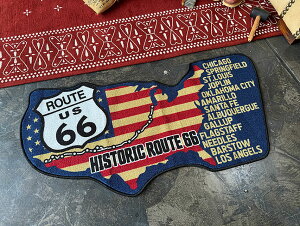 ROUTE
US
66
HISTORIC ROUTE 66
CHICAGO
SPRINGFIELD
ST.LOUIS
JOPLIN
OKLAHOMA CITY
AMARILLO
SANTA FE
ALBUQUERQUE
GALLUP
FLAGSTAFF
NEEDLES
BARSTOW
LOS ANGELS